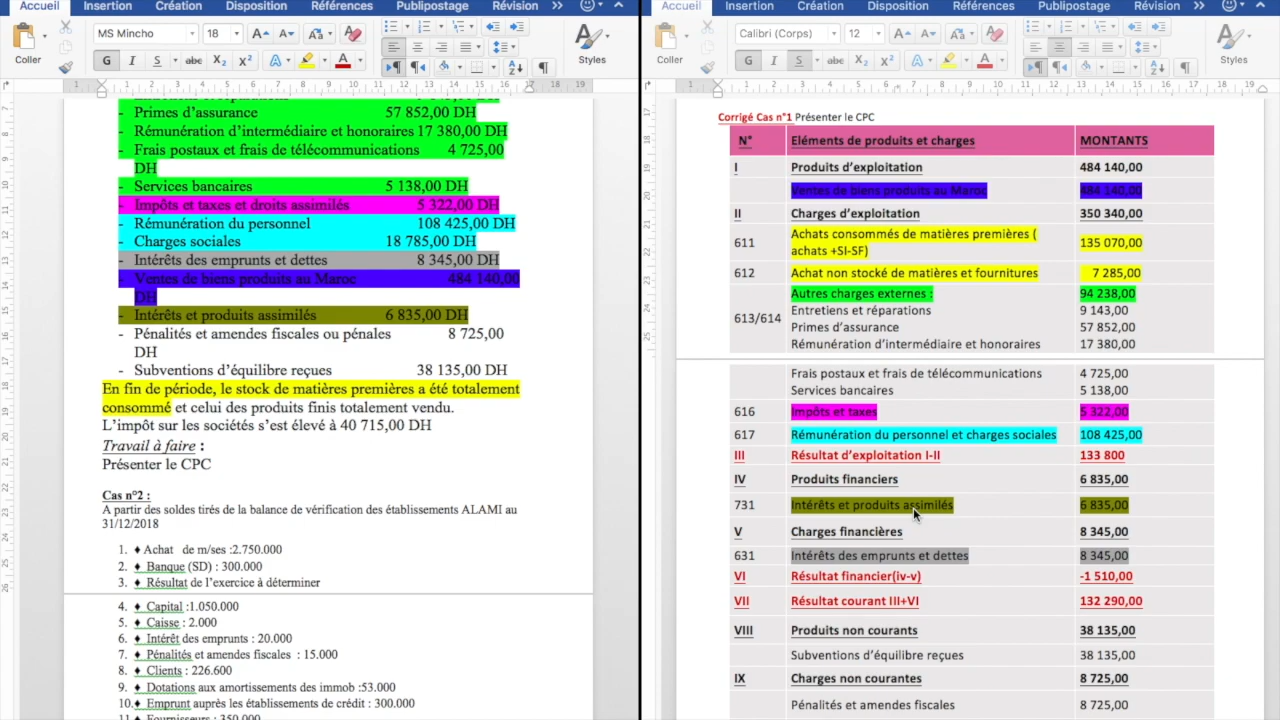 Accueil Insertion Création Disposition Références Publipostage Révision
MS Mincho 18
Coller
G I S abc X₂ X²
Styles
- Primes d'assurance 57 852,00 DH
- Rémunération d'intermédiaire et honoraires 17 380,00 DH
- Frais postaux et frais de télécommunications 4 725,00
DH
- Services bancaires 5 138,00 DH
- Impôts et taxes et droits assimilés 5 322,00 DH
- Rémunération du personnel 108 425,00 DH
- Charges sociales 18 785,00 DH
- Intérêts des emprunts et dettes 8 345,00 DH
- Ventes de biens produits au Maroc 484 140,00
DH
- Intérêts et produits assimilés 6 835,00 DH
- Pénalités et amendes fiscales ou pénales 8 725,00
DH
- Subventions d'équilibre reçues 38 135,00 DH
En fin de période, le stock de matières premières a été totalement
consommé et celui des produits finis totalement vendu.
L'impôt sur les sociétés s'est élevé à 40 715,00 DH
Travail à faire :
Présenter le CPC
Cas n°2 :
A partir des soldes tirés de la balance de vérification des établissements ALAMI au
31/12/2018
1. ♦ Achat de m/ses :2.750.000
2. ♦ Banque (SD) : 300.000
3. ♦ Résultat de l'exercice à déterminer
4. ♦ Capital :1.050.000
5. ♦ Caisse : 2.000
6. ♦ Intérêt des emprunts : 20.000
7. ♦ Pénalités et amendes fiscales : 15.000
8. ♦ Clients : 226.600
9. ♦ Dotations aux amortissements des immob :53.000
10.♦ Emprunt auprès les établissements de crédit : 300.000
11 ♦ Fournisseurs : 350.000
Accueil Insertion Création Disposition Références Publipostage Révision
Calibri (Corps) 12
Coller
G I S abc X₂ X²
Styles
Corrigé Cas n°1 Présenter le CPC
N° Eléments de produits et charges MONTANTS
I Produits d'exploitation 484 140,00
Ventes de biens produits au Maroc 484 140,00
II Charges d'exploitation 350 340,00
611 Achats consommés de matières premières (
achats +SI-SF) 135 070,00
612 Achat non stocké de matières et fournitures 7 285,00
Autres charges externes : 94 238,00
613/614 Entretiens et réparations 9 143,00
Primes d'assurance 57 852,00
Rémunération d'intermédiaire et honoraires 17 380,00
Frais postaux et frais de télécommunications 4 725,00
Services bancaires 5 138,00
616 Impôts et taxes 5 322,00
617 Rémunération du personnel et charges sociales 108 425,00
III Résultat d'exploitation I-II 133 800
IV Produits financiers 6 835,00
731 Intérêts et produits assimilés 6 835,00
V Charges financières 8 345,00
631 Intérêts des emprunts et dettes 8 345,00
VI Résultat financier(iv-v) -1 510,00
VII Résultat courant III+VI 132 290,00
VIII Produits non courants 38 135,00
Subventions d'équilibre reçues 38 135,00
IX Charges non courantes 8 725,00
Pénalités et amendes fiscales 8 725,00